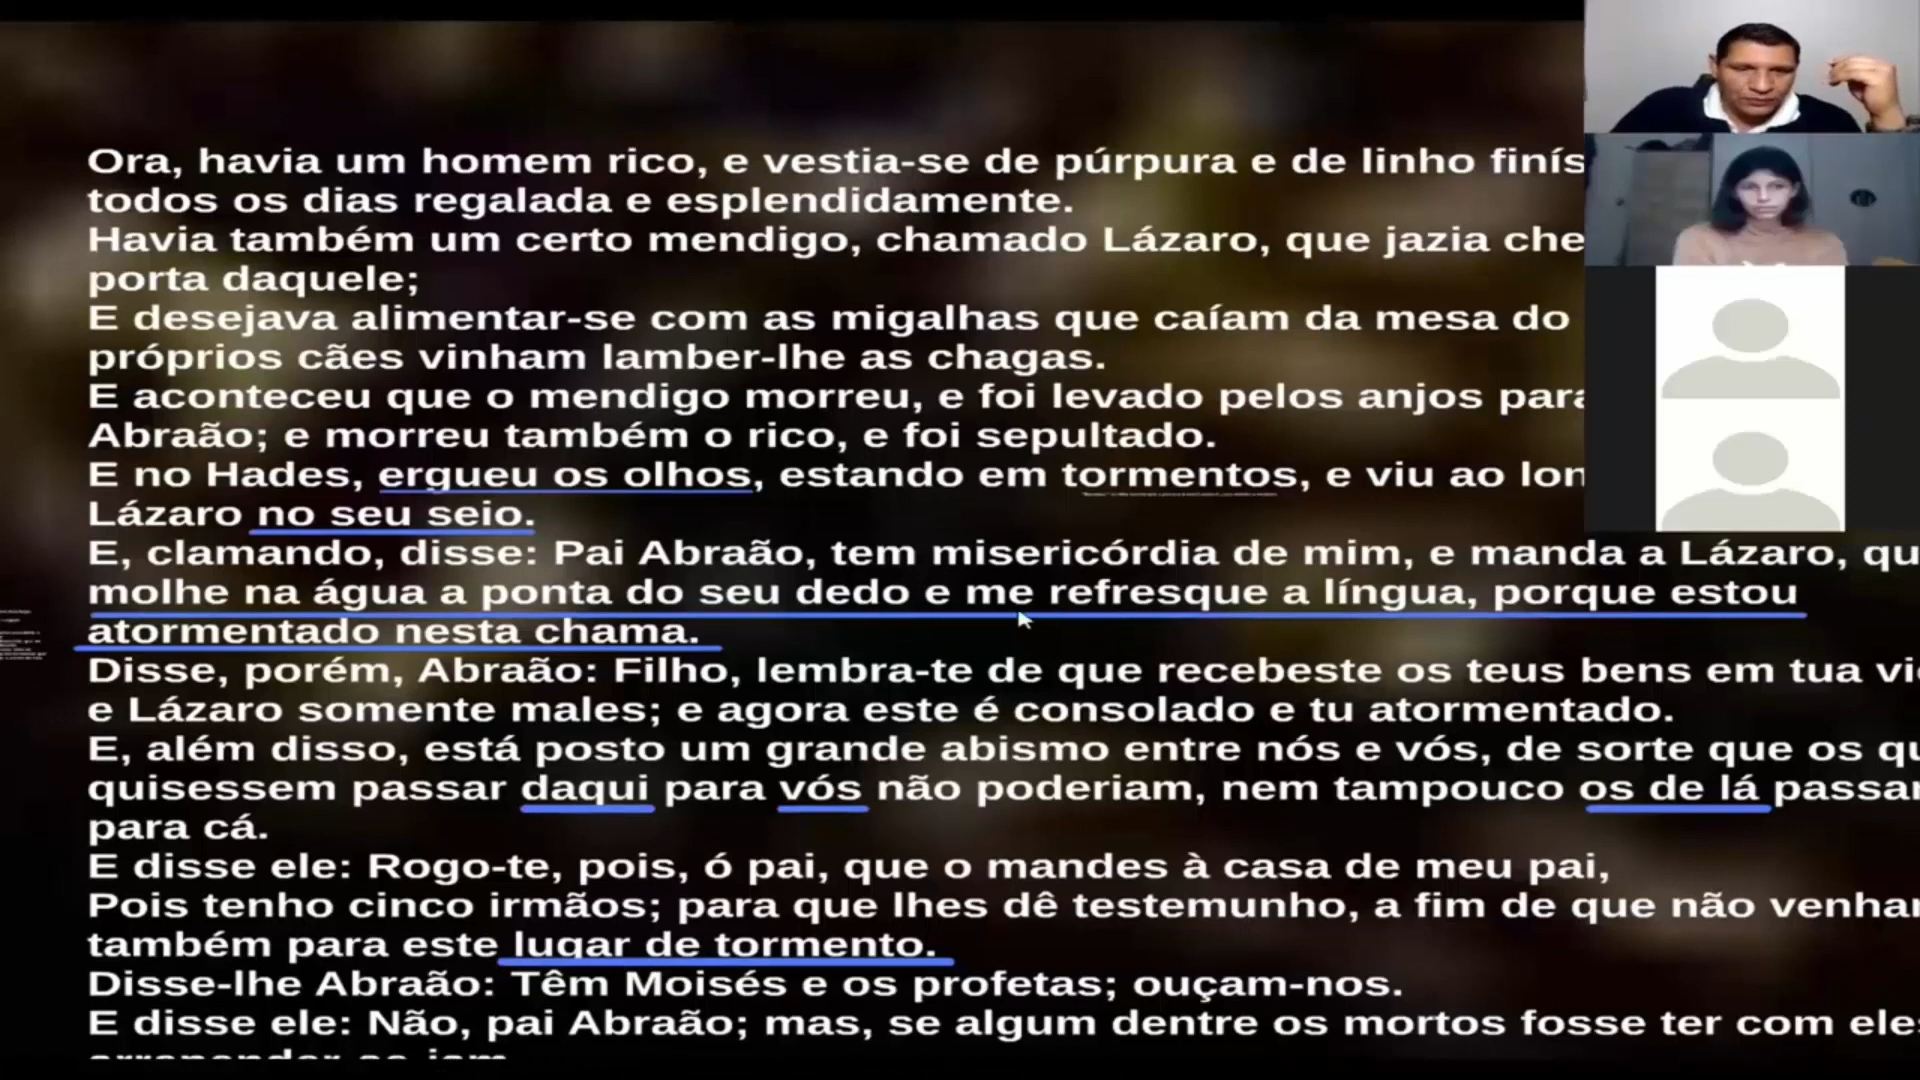 Ora, havia um homem rico, e vestia-se de púrpura e de linho
todos os dias regalada e esplendidamente.
Havia também um certo mendigo, chamado Lázaro, que jazia
porta daquele;
E desejava alimentar-se com as migalhas que caíam da mesa do
próprios cães vinham lamber-lhe as chagas.
E aconteceu que o mendigo morreu, e foi levado pelos anjos
Abraão; e morreu também o rico, e foi sepultado.
E no Hades, ergueu os olhos, estando em tormentos, e viu ao
Lázaro no seu seio.
E, clamando, disse: Pai Abraão, tem misericórdia de mim, e manda a Lázaro,
molhe na água a ponta do seu dedo e me refresque a língua, porque estou
atormentado nesta chama.
Disse, porém, Abraão: Filho, lembra-te de que recebeste os teus bens em tua
e Lázaro somente males; e agora este é consolado e tu atormentado.
E, além disso, está posto um grande abismo entre nós e vós, de sorte que os
quisessem passar daqui para vós não poderiam, nem tampouco os de lá
para cá.
E disse ele: Rogo-te, pois, ó pai, que o mandes à casa de meu pai,
Pois tenho cinco irmãos; para que lhes dê testemunho, a fim de que não
também para este lugar de tormento.
Disse-lhe Abraão: Têm Moisés e os profetas; ouçam-nos.
E disse ele: Não, pai Abraão; mas, se algum dentre os mortos fosse ter com